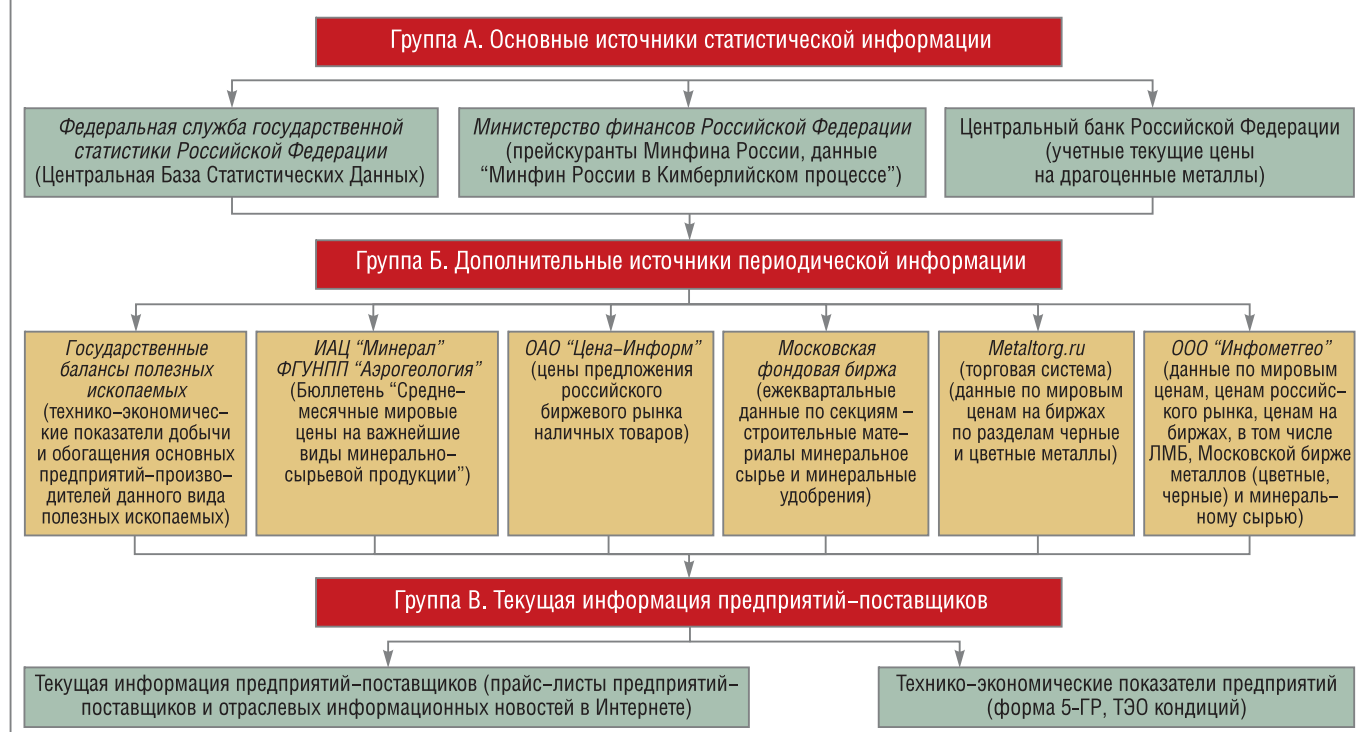 Группа А. Основные источники статистической информации
Федеральная служба государственной
статистики Российской Федерации
(Центральная База Статистических Данных)
Министерство финансов Российской Федерации
(прейскуранты Минфина России, данные
“Минфин России в Кимберлийском процессе”)
Центральный банк Российской Федерации
(учетные текущие цены
на драгоценные металлы)
Группа Б. Дополнительные источники периодической информации
Государственные
балансы полезных
ископаемых
(технико–экономичес–
кие показатели добычи
и обогащения основных
предприятий–произво–
дителей данного вида
полезных ископаемых)
ИАЦ “Минерал”
ФГУНПП “Аэрогеология”
(Бюллетень “Средне–
месячные мировые
цены на важнейшие
виды минерально–
сырьевой продукции”)
ОАО “Цена–Информ”
(цены предложения
российского
биржевого рынка
наличных товаров)
Московская
фондовая биржа
(ежеквартальные
данные по секциям –
строительные мате–
риалы минеральное
сырье и минеральные
удобрения)
Metaltorg.ru
(торговая система)
(данные по мировым
ценам на биржах
по разделам черные
и цветные металлы)
ООО “Инфометгео”
(данные по мировым
ценам, ценам российс–
кого рынка, ценам на
биржах, в том числе
ЛМБ, Московской бирже
металлов (цветные,
черные) и минераль–
ному сырью)
Группа В. Текущая информация предприятий–поставщиков
Текущая информация предприятий–поставщиков (прайс–листы предприятий–
поставщиков и отраслевых информационных новостей в Интернете)
Технико–экономические показатели предприятий
(форма 5–ГР, ТЭО кондиций)